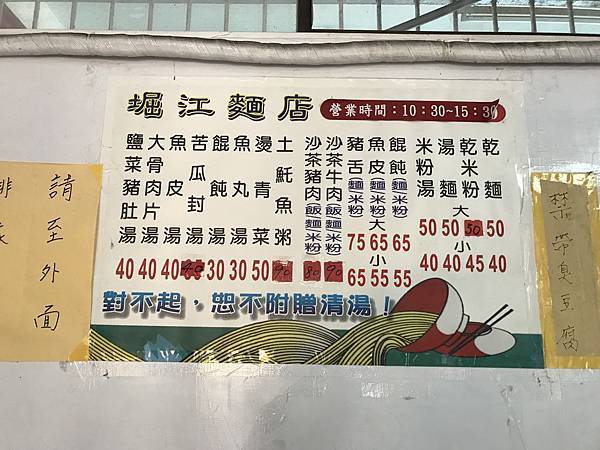 堀江麵店
營業時間：10：30~15：30
乾麵
乾米粉
湯麵
米粉湯
大
50 50 50 50
小
40 40 45 40
餛飩麵米粉
魚皮麵米粉
豬舌麵米粉
大
75 65 65
小
65 55 55
沙茶牛肉飯麵米粉 90
沙茶豬肉飯麵米粉 80
土魠魚粥 90
燙青菜 50
魚丸湯 30
餛飩湯 30
苦瓜封湯 40
魚皮湯 40
大骨肉片湯 40
鹽菜豬肚湯 40
對不起，恕不附贈清湯！
請至外面
禁帶臭豆腐